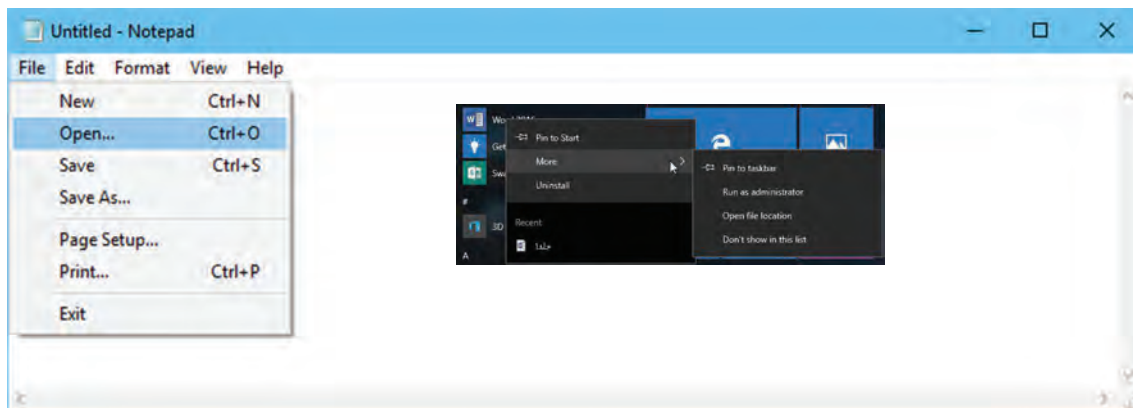 Untitled - Notepad
File Edit Format View Help
New Ctrl+N
Open... Ctrl+O
Save Ctrl+S
Save As...
Page Setup...
Print... Ctrl+P
Exit
Pin to Start
More
Uninstall
Recent
3D
A
Pin to taskbar
Run as administrator
Open file location
Don't show in this list